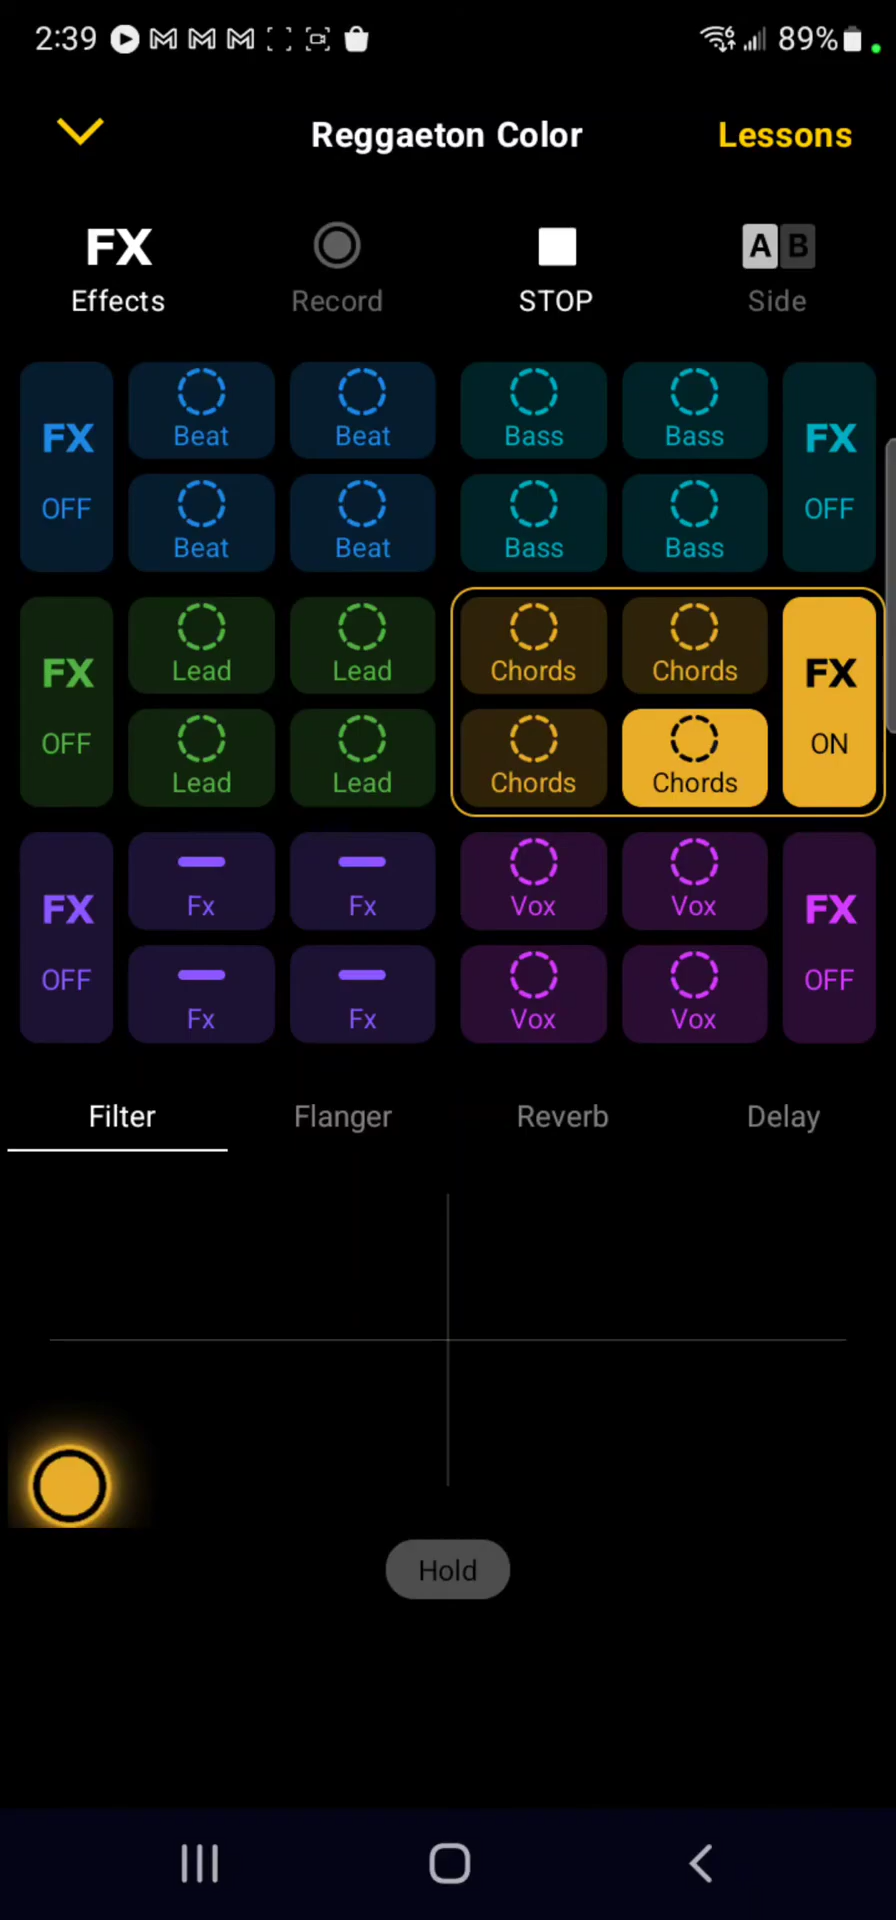 2:39 89%
Reggaeton Color Lessons
FX A B
Effects Record STOP Side
FX OFF Beat Beat Bass Bass FX OFF
Beat Beat Bass Bass
FX OFF Lead Lead Chords Chords FX ON
Lead Lead Chords Chords
FX OFF Fx Fx Vox Vox FX OFF
Fx Fx Vox Vox
Filter Flanger Reverb Delay
Hold